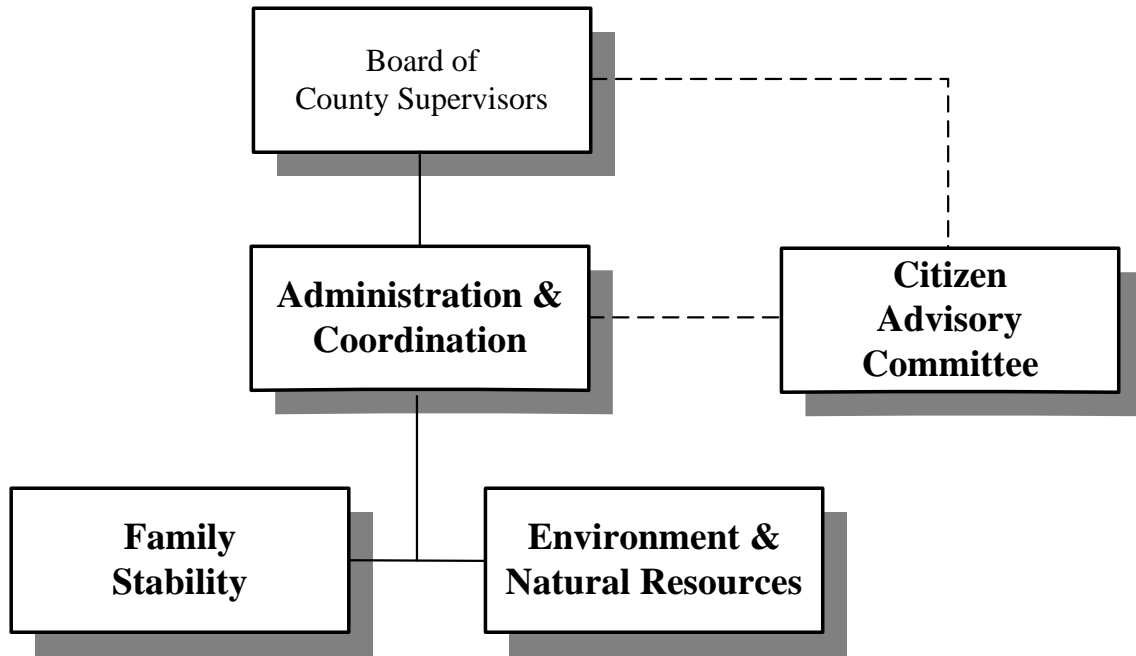 Board of
County Supervisors
Administration &
Coordination
Citizen
Advisory
Committee
Family
Stability
Environment &
Natural Resources